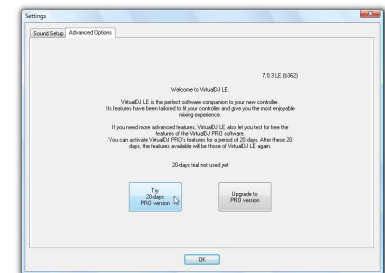 Settings
Sound Setup Advanced Options
7.0.3 LE (b362)
Welcome to VirtualDJ LE.
VirtualDJ LE is the perfect software companion to your new controller.
Its features have been tailored to fit your controller and give you the most enjoyable
mixing experience.
If you need more advanced features, VirtualDJ LE also let you test for free the
features of the VirtualDJ PRO software.
You can activate VirtualDJ PRO's features for a period of 20 days. After these 20
days, the features available will be those of VirtualDJ LE again.
20-days trial not used yet
Try
20-days
PRO version
Upgrade to
PRO version
OK